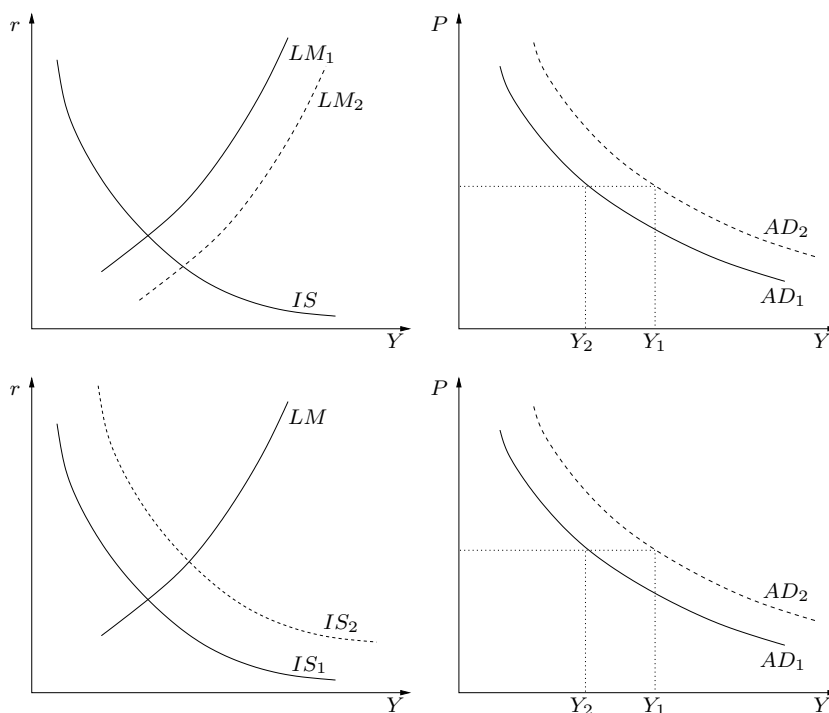 r
LM₁
LM₂
IS
Y
P
AD₂
AD₁
Y₂ Y₁ Y
r
LM
IS₂
IS₁
Y
P
AD₂
AD₁
Y₂ Y₁ Y